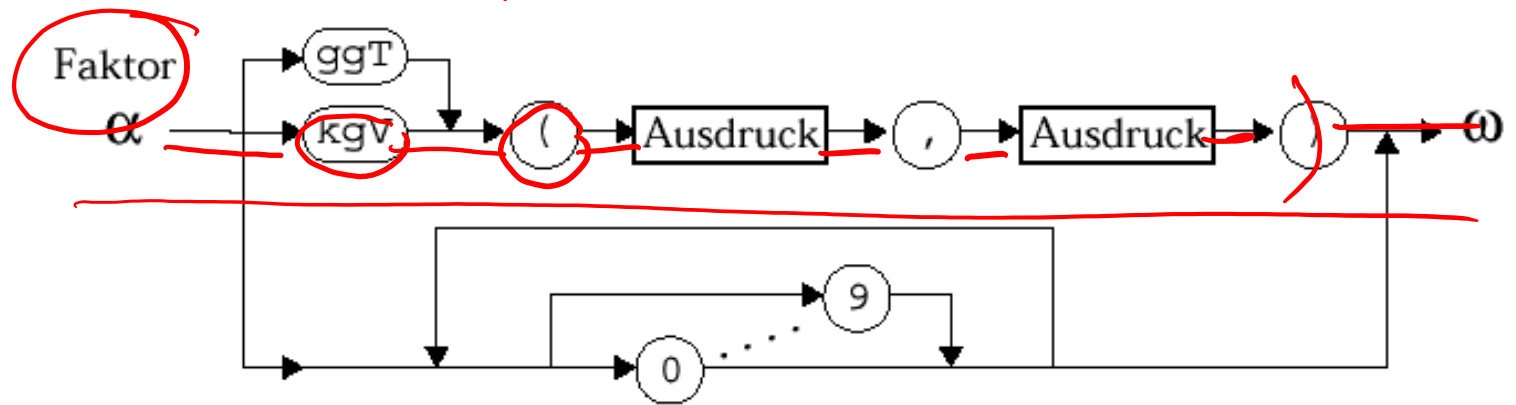 Faktor
ggT
α kgV ( Ausdruck , Ausdruck ) ω
9
0